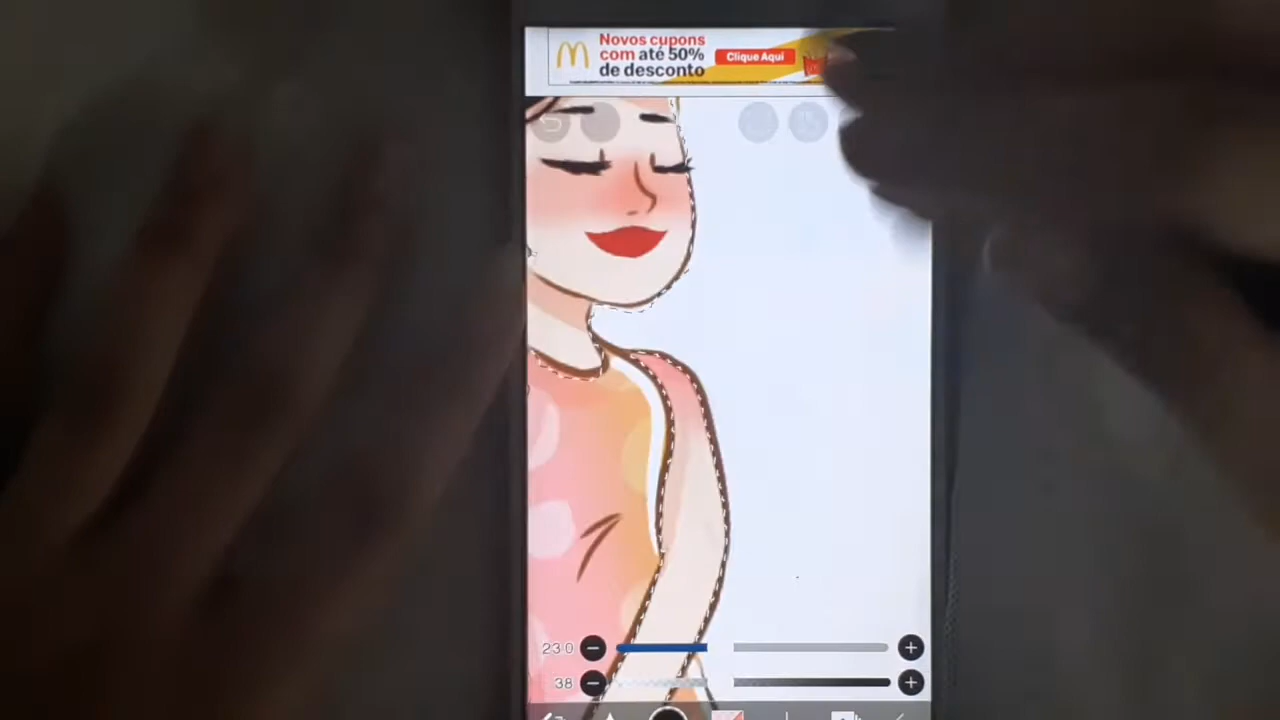 Novos cupons
com até 50%
de desconto
Clique Aqui
23.0
38